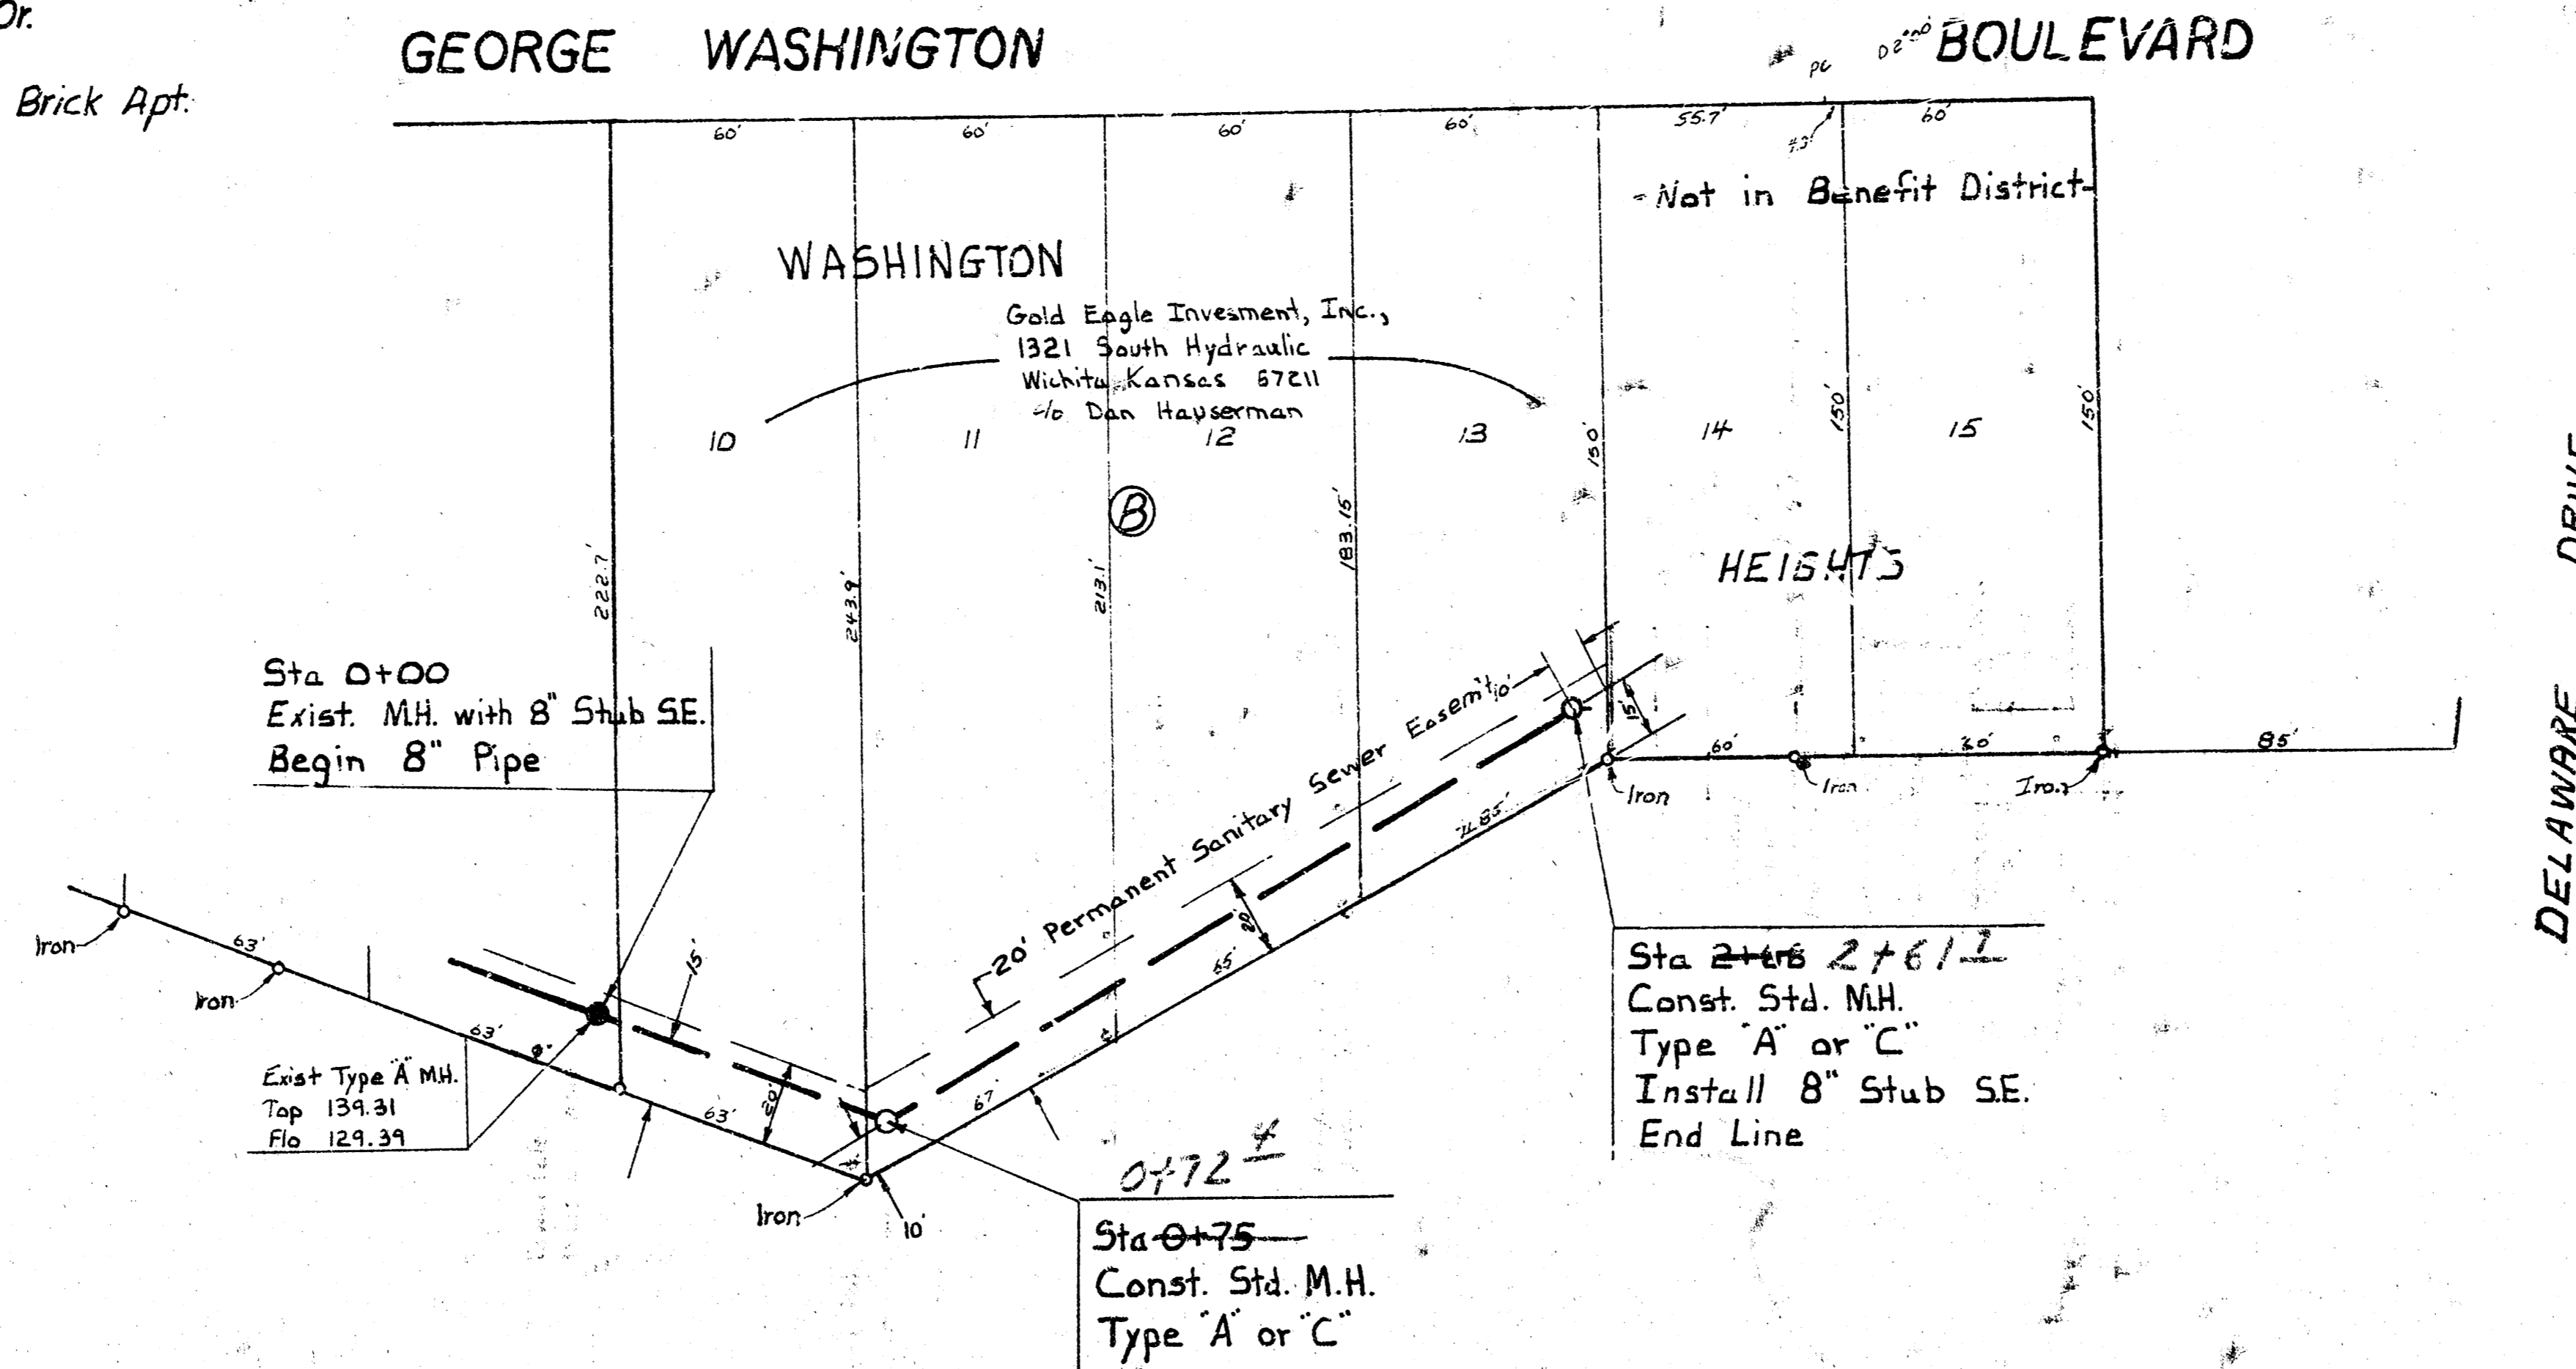 Dr.
GEORGE WASHINGTON BOULEVARD
Brick Apt.
60'
60'
60'
60'
55.7'
60'
-Not in Benefit District-
WASHINGTON
Gold Eagle Invesment, Inc.,
1321 South Hydraulic
Wichita, Kansas 67211
c/o Dan Hauserman
10
11
12
13
14
15
150'
150'
150'
B
222.7'
243.9'
213.1'
183.15'
HEIGHTS
DELAWARE DRIVE
Sta 0+00
Exist. M.H. with 8" Stub S.E.
Begin 8" Pipe
20' Permanent Sanitary Sewer Easem't
10'
15'
60'
85'
Iron
Iron
Iron
20'
65'
67'
15'
20'
63'
63'
63'
Iron
Iron
Iron
10'
Exist Type "A" M.H.
Top 139.31
Flo 129.39
Sta 2+61 1
Const. Std. M.H.
Type "A" or "C"
Install 8" Stub S.E.
End Line
0+72 4
Sta 0+75
Const. Std. M.H.
Type "A" or "C"